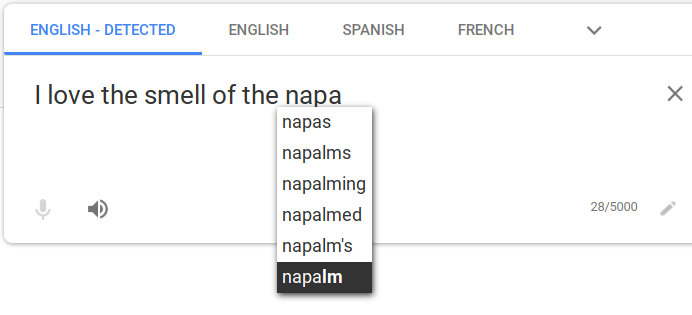 ENGLISH - DETECTED ENGLISH SPANISH FRENCH
I love the smell of the napa
napas
napalms
napalming
napalmed
napalm's
napalm
28/5000